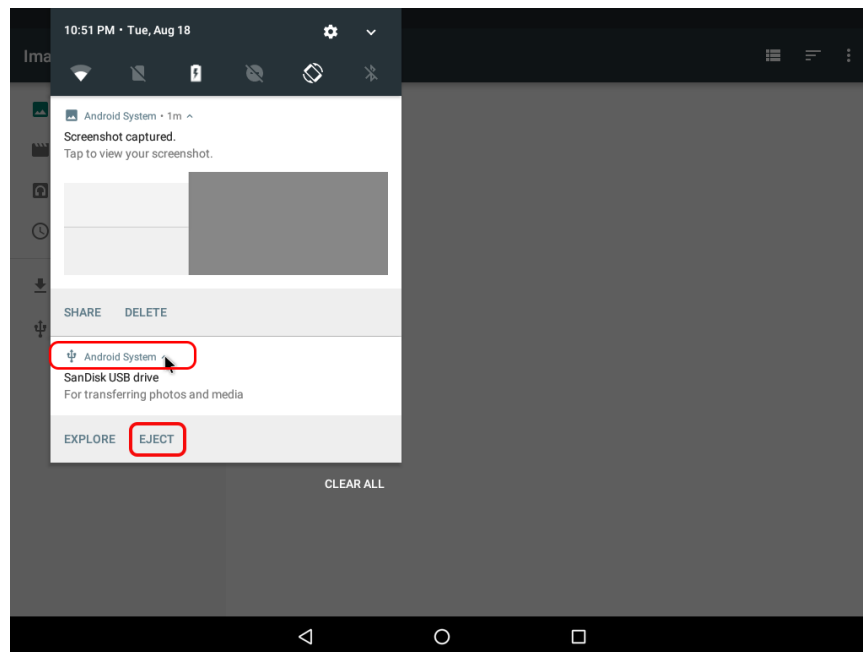 10:51 PM • Tue, Aug 18
Ima
Android System • 1m
Screenshot captured.
Tap to view your screenshot.
SHARE DELETE
Android System
SanDisk USB drive
For transferring photos and media
EXPLORE EJECT
CLEAR ALL